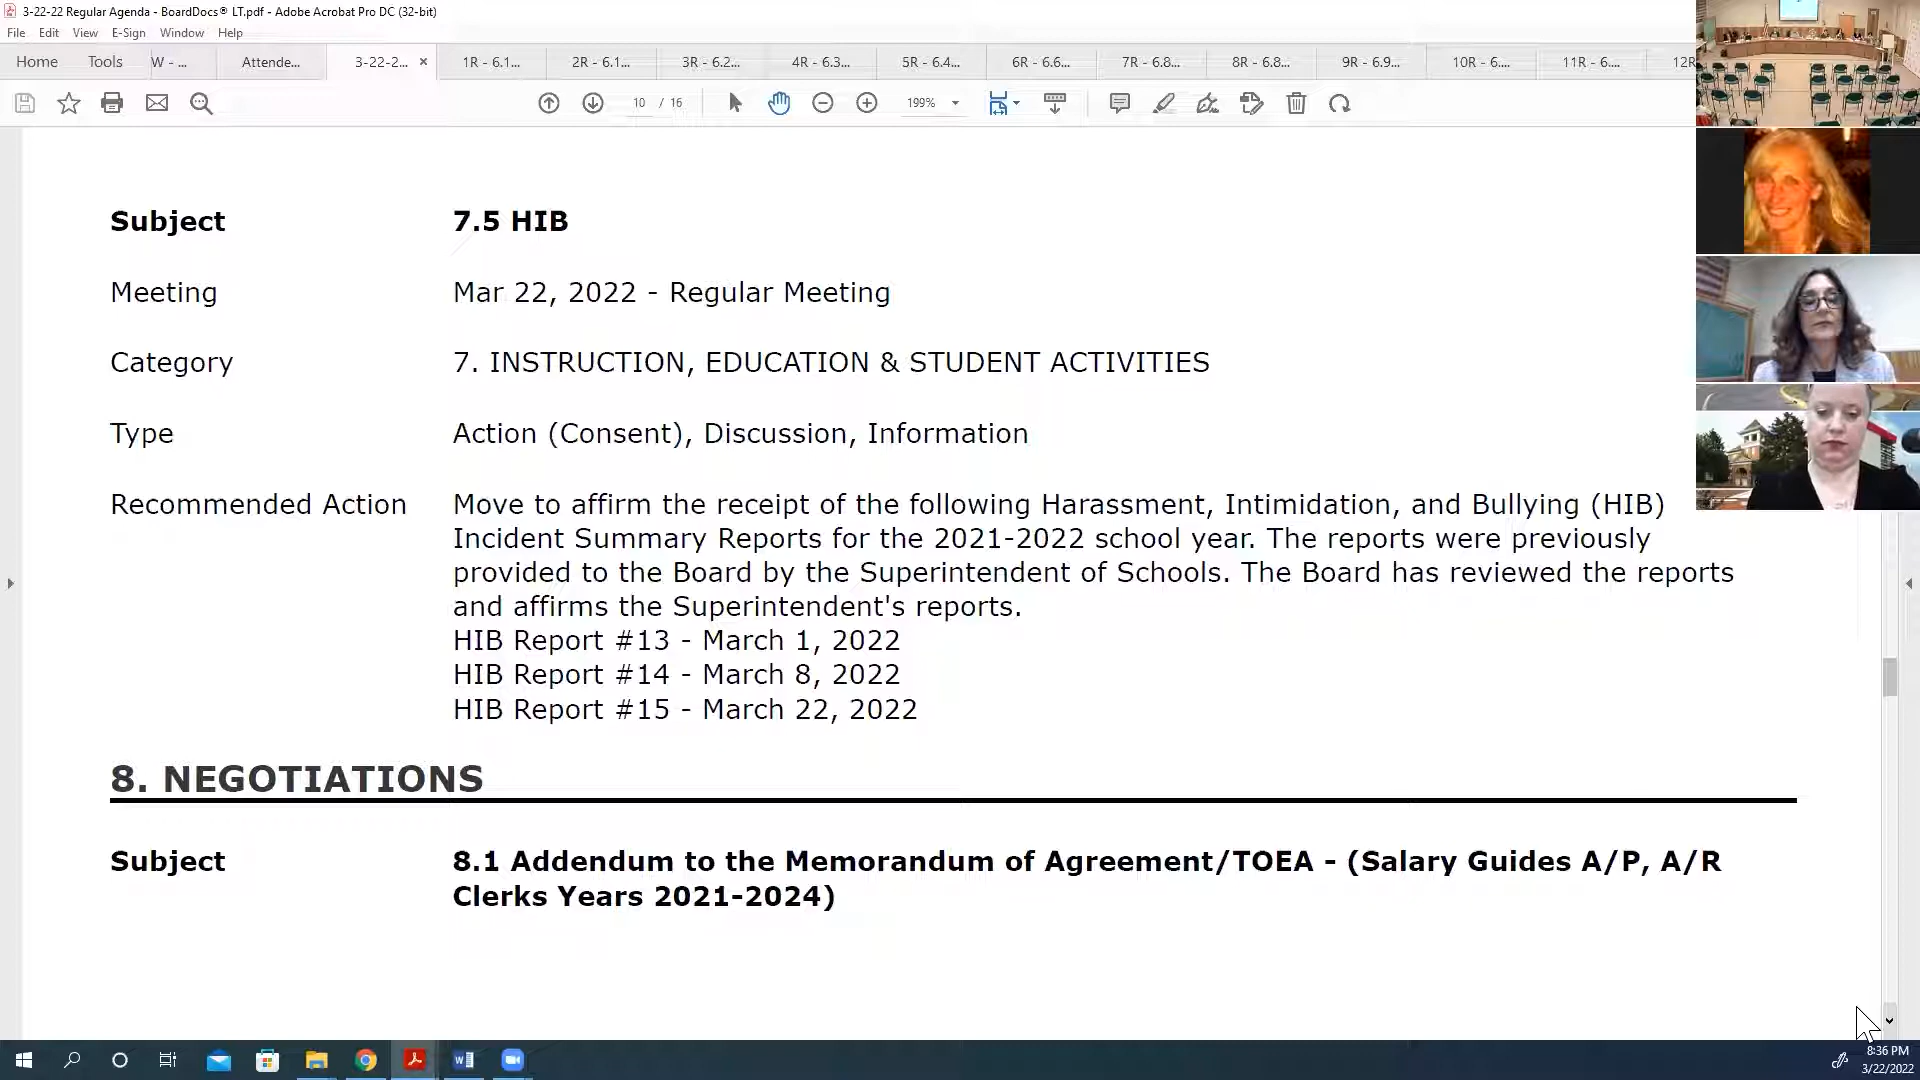 3-22-22 Regular Agenda - BoardDocs® LT.pdf - Adobe Acrobat Pro DC (32-bit)
File Edit View E-Sign Window Help
Home Tools W - ... Attende... 3-22-2... × 1R - 6.1... 2R - 6.1... 3R - 6.2... 4R - 6.3... 5R - 6.4... 6R - 6.6... 7R - 6.8... 8R - 6.8... 9R - 6.9... 10R - 6.... 11R - 6.... 12R
10 / 16 199%
Subject 7.5 HIB
Meeting Mar 22, 2022 - Regular Meeting
Category 7. INSTRUCTION, EDUCATION & STUDENT ACTIVITIES
Type Action (Consent), Discussion, Information
Recommended Action Move to affirm the receipt of the following Harassment, Intimidation, and Bullying (HIB)
Incident Summary Reports for the 2021-2022 school year. The reports were previously
provided to the Board by the Superintendent of Schools. The Board has reviewed the reports
and affirms the Superintendent's reports.
HIB Report #13 - March 1, 2022
HIB Report #14 - March 8, 2022
HIB Report #15 - March 22, 2022
8. NEGOTIATIONS
Subject 8.1 Addendum to the Memorandum of Agreement/TOEA - (Salary Guides A/P, A/R
Clerks Years 2021-2024)
8:36 PM
3/22/2022